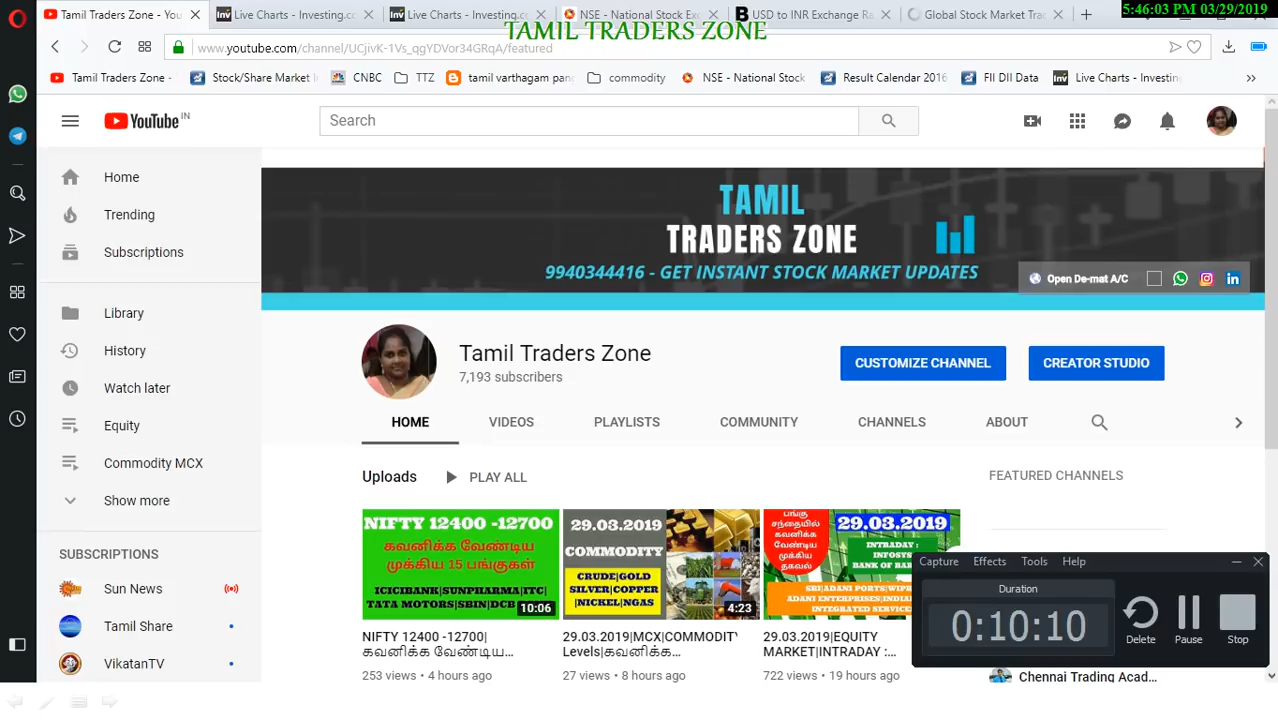 5:46:03 PM 03/29/2019
Tamil Traders Zone - You
Live Charts - Investing.c
Live Charts - Investing.c
NSE - National Stock Ex
USD to INR Exchange Ra
Global Stock Market Tra
TAMIL TRADERS ZONE
www.youtube.com/channel/UCjivK-1Vs_qgYDVor34GRqA/featured
Tamil Traders Zone -
Stock/Share Market I
CNBC
TTZ
tamil varthagam pan
commodity
NSE - National Stock
Result Calendar 2016
FII DII Data
Live Charts - Investin
YouTube IN
Search
Home
Trending
Subscriptions
Library
History
Watch later
Equity
Commodity MCX
Show more
SUBSCRIPTIONS
Sun News
Tamil Share
VikatanTV
TAMIL
TRADERS ZONE
9940344416 - GET INSTANT STOCK MARKET UPDATES
Open De-mat A/C
Tamil Traders Zone
7,193 subscribers
CUSTOMIZE CHANNEL
CREATOR STUDIO
HOME
VIDEOS
PLAYLISTS
COMMUNITY
CHANNELS
ABOUT
Uploads
PLAY ALL
FEATURED CHANNELS
NIFTY 12400 -12700
கவனிக்க வேண்டிய
முக்கிய 15 பங்குகள்
ICICIBANK|SUNPHARMA|ITC|
TATA MOTORS|SBIN|DCB
10:06
NIFTY 12400 -12700|
கவனிக்க வேண்டிய...
253 views • 4 hours ago
29.03.2019
COMMODITY
CRUDE|GOLD
SILVER|COPPER
|NICKEL|NGAS
4:23
29.03.2019|MCX|COMMODITY
Levels|கவனிக்க...
27 views • 8 hours ago
பங்கு
சந்தையில்
கவனிக்க
வேண்டிய
முக்கிய
தகவல்
29.03.2019
INTRADAY :
INFOSYS
BANK OF BAR
SBI|ADANI PORTS|WIPR
ADANI ENTERPRISES|INDIA
INTEGRATED SERVICES
29.03.2019|EQUITY
MARKET|INTRADAY :...
722 views • 19 hours ago
Capture
Effects
Tools
Help
Duration
0:10:10
Delete
Pause
Stop
Chennai Trading Acad...